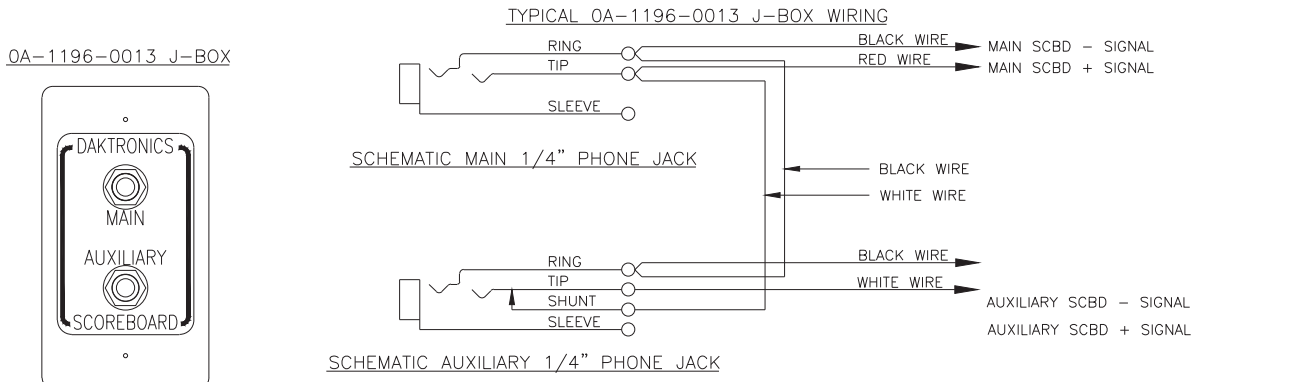 TYPICAL 0A-1196-0013 J-BOX WIRING
0A-1196-0013 J-BOX
DAKTRONICS
MAIN
AUXILIARY
SCOREBOARD
RING
BLACK WIRE
MAIN SCBD - SIGNAL
TIP
RED WIRE
MAIN SCBD + SIGNAL
SLEEVE
SCHEMATIC MAIN 1/4" PHONE JACK
BLACK WIRE
WHITE WIRE
RING
BLACK WIRE
TIP
WHITE WIRE
SHUNT
AUXILIARY SCBD - SIGNAL
SLEEVE
AUXILIARY SCBD + SIGNAL
SCHEMATIC AUXILIARY 1/4" PHONE JACK